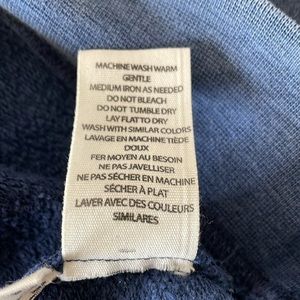 MACHINE WASH WARM
GENTLE
MEDIUM IRON AS NEEDED
DO NOT BLEACH
DO NOT TUMBLE DRY
LAY FLAT TO DRY
WASH WITH SIMILAR COLORS
LAVAGE EN MACHINE TIÈDE
DOUX
FER MOYEN AU BESOIN
NE PAS JAVELLISER
NE PAS SÉCHER EN MACHINE
SÉCHER À PLAT
LAVER AVEC DES COULEURS
SIMILARES